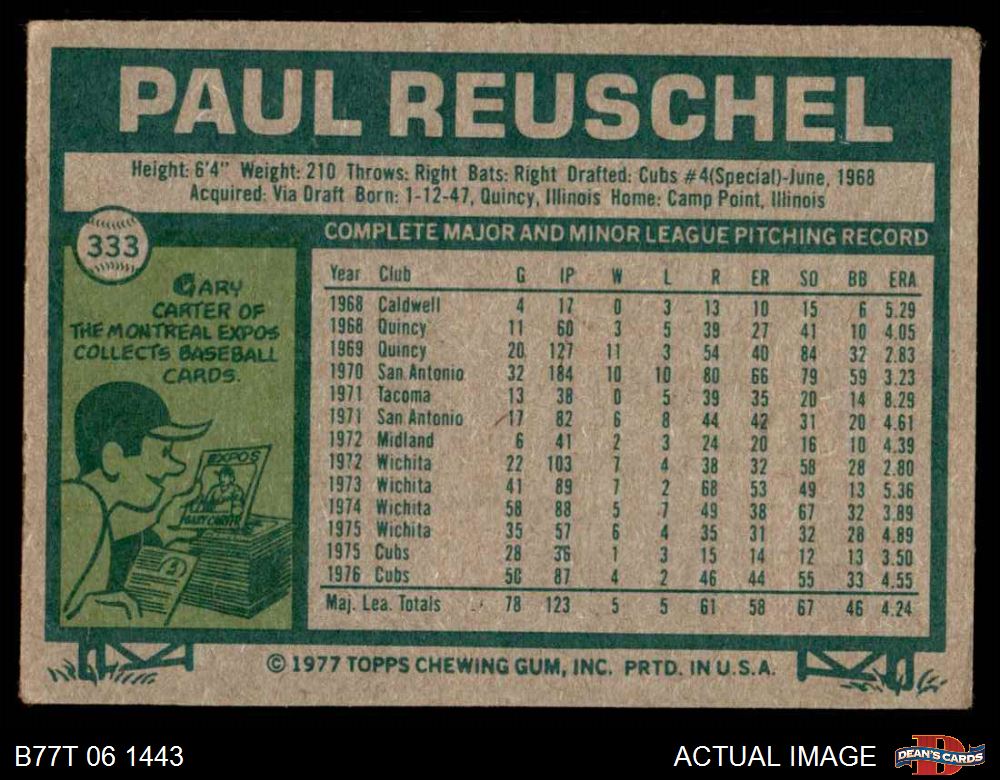 PAUL REUSCHEL
Height: 6'4" Weight: 210 Throws: Right Bats: Right Drafted: Cubs #4(Special)-June, 1968
Acquired: Via Draft Born: 1-12-47, Quincy, Illinois Home: Camp Point, Illinois
333
GARY
CARTER OF
THE MONTREAL EXPOS
COLLECTS BASEBALL
CARDS.
EXPOS
GARY CARTER
COMPLETE MAJOR AND MINOR LEAGUE PITCHING RECORD
Year Club G IP W L R ER SO BB ERA
1968 Caldwell 4 17 0 3 13 10 15 6 5.29
1968 Quincy 11 60 3 5 39 27 41 10 4.05
1969 Quincy 20 127 11 3 54 40 84 32 2.83
1970 San Antonio 32 184 10 10 80 66 79 59 3.23
1971 Tacoma 13 38 0 5 39 35 20 14 8.29
1971 San Antonio 17 82 6 8 44 42 31 20 4.61
1972 Midland 6 41 2 3 24 20 16 10 4.39
1972 Wichita 22 103 7 4 38 32 58 28 2.80
1973 Wichita 41 89 7 2 68 53 49 13 5.36
1974 Wichita 58 88 5 7 49 38 67 32 3.89
1975 Wichita 35 57 6 4 35 31 32 28 4.89
1975 Cubs 28 36 1 3 15 14 12 13 3.50
1976 Cubs 50 87 4 2 46 44 55 33 4.55
Maj. Lea. Totals 78 123 5 5 61 58 67 46 4.24
© 1977 TOPPS CHEWING GUM, INC. PRTD. IN U.S.A.
B77T 06 1443
ACTUAL IMAGE
D
DEAN'S CARDS